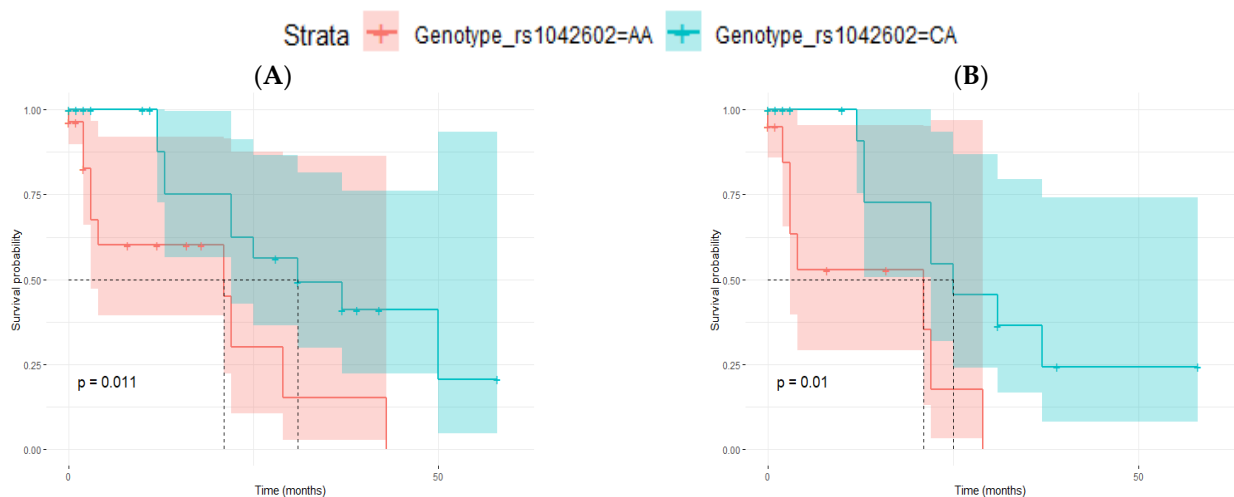 Strata Genotype_rs1042602=AA Genotype_rs1042602=CA
(A)
1.00
0.75
0.50
0.25
0.00
Survival probability
p = 0.011
0
50
Time (months)
(B)
1.00
0.75
0.50
0.25
0.00
Survival probability
p = 0.01
0
50
Time (months)